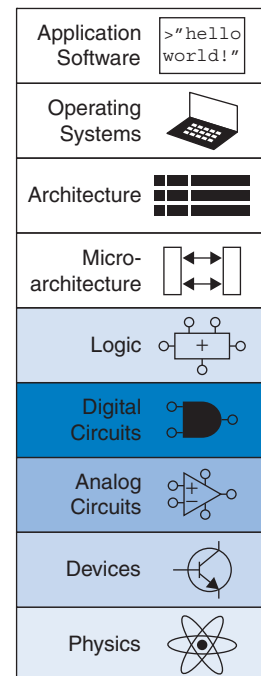 Application
Software
>"hello
world!"
Operating
Systems
Architecture
Micro-
architecture
Logic
+
Digital
Circuits
Analog
Circuits
+
−
Devices
Physics